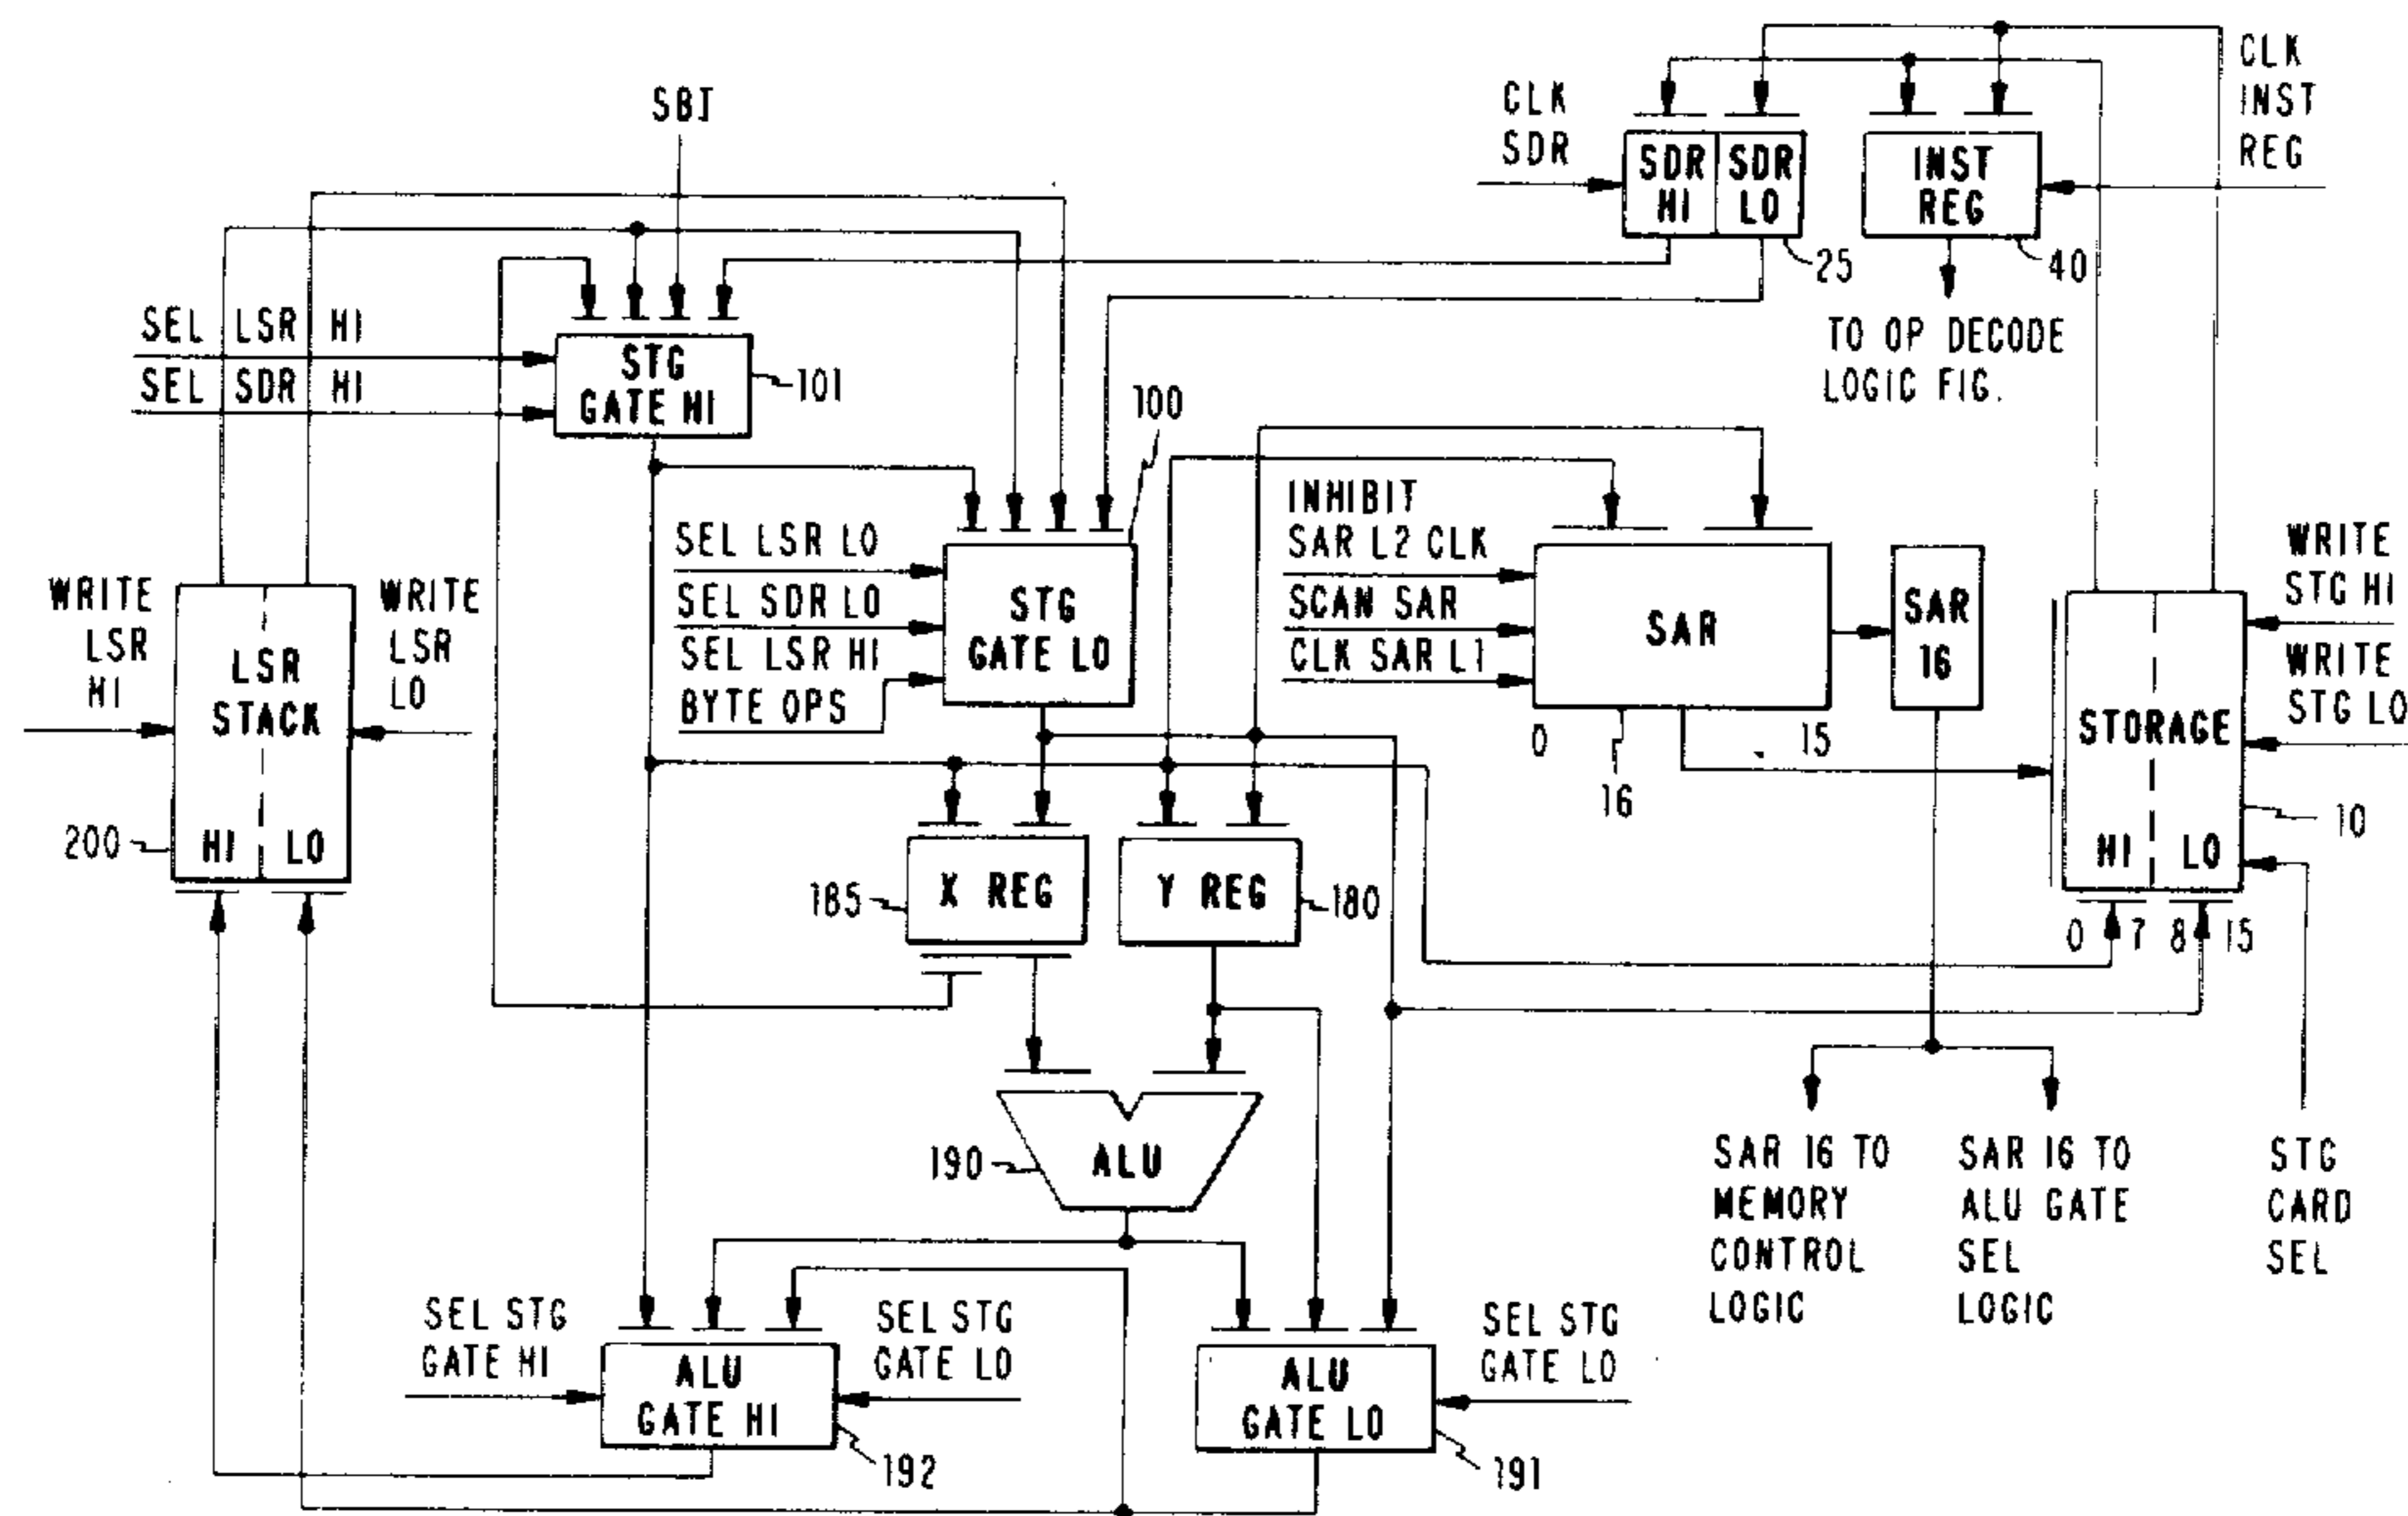 SBI
CLK
SDR
SDR
HI
SDR
LO
INST
REG
CLK
INST
REG
25
40
TO OP DECODE
LOGIC FIG.
SEL LSR HI
SEL SDR HI
STG
GATE HI
101
100
SEL LSR LO
SEL SDR LO
SEL LSR HI
BYTE OPS
STG
GATE LO
INHIBIT
SAR L2 CLK
SCAN SAR
CLK SAR L1
SAR
0
15
16
SAR
16
WRITE
STG HI
WRITE
STG LO
STORAGE
HI
LO
10
0
7
8
15
WRITE
LSR
HI
LSR
STACK
HI
LO
WRITE
LSR
LO
200
X REG
185
Y REG
180
ALU
190
SAR 16 TO
MEMORY
CONTROL
LOGIC
SAR 16 TO
ALU GATE
SEL
LOGIC
STG
CARD
SEL
SEL STG
GATE HI
ALU
GATE HI
SEL STG
GATE LO
192
ALU
GATE LO
SEL STG
GATE LO
191